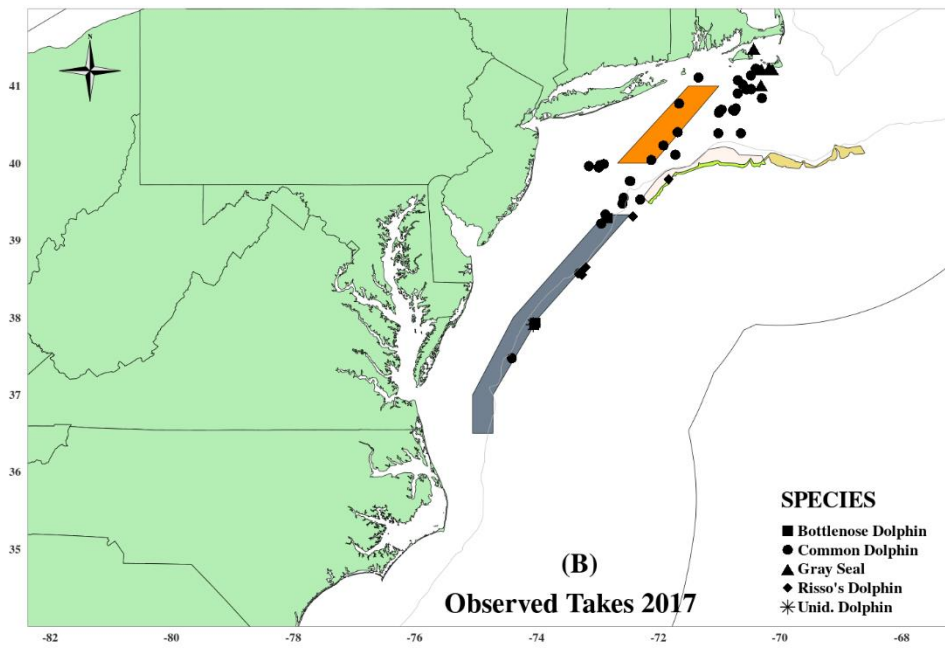 N
41
40
39
38
37
36
35
SPECIES
Bottlenose Dolphin
Common Dolphin
Gray Seal
Risso's Dolphin
Unid. Dolphin
(B)
Observed Takes 2017
-82 -80 -78 -76 -74 -72 -70 -68